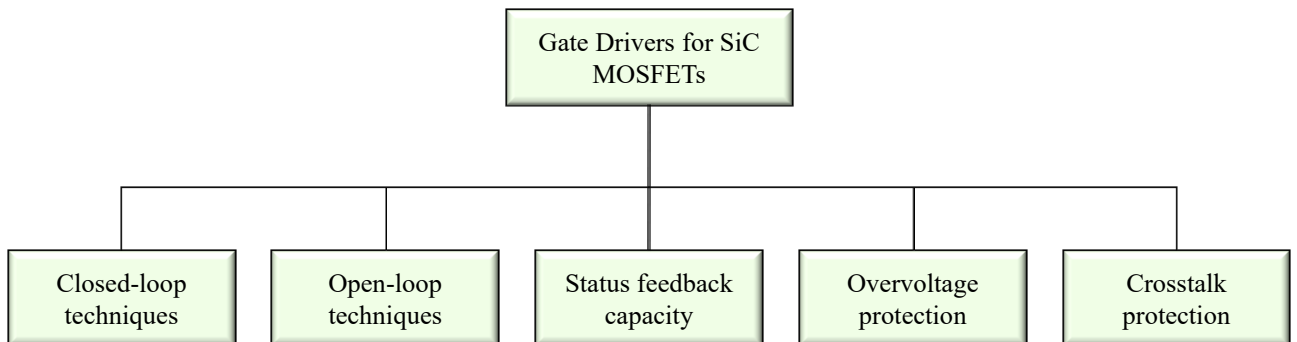 Gate Drivers for SiC
MOSFETs
Closed-loop
techniques
Open-loop
techniques
Status feedback
capacity
Overvoltage
protection
Crosstalk
protection